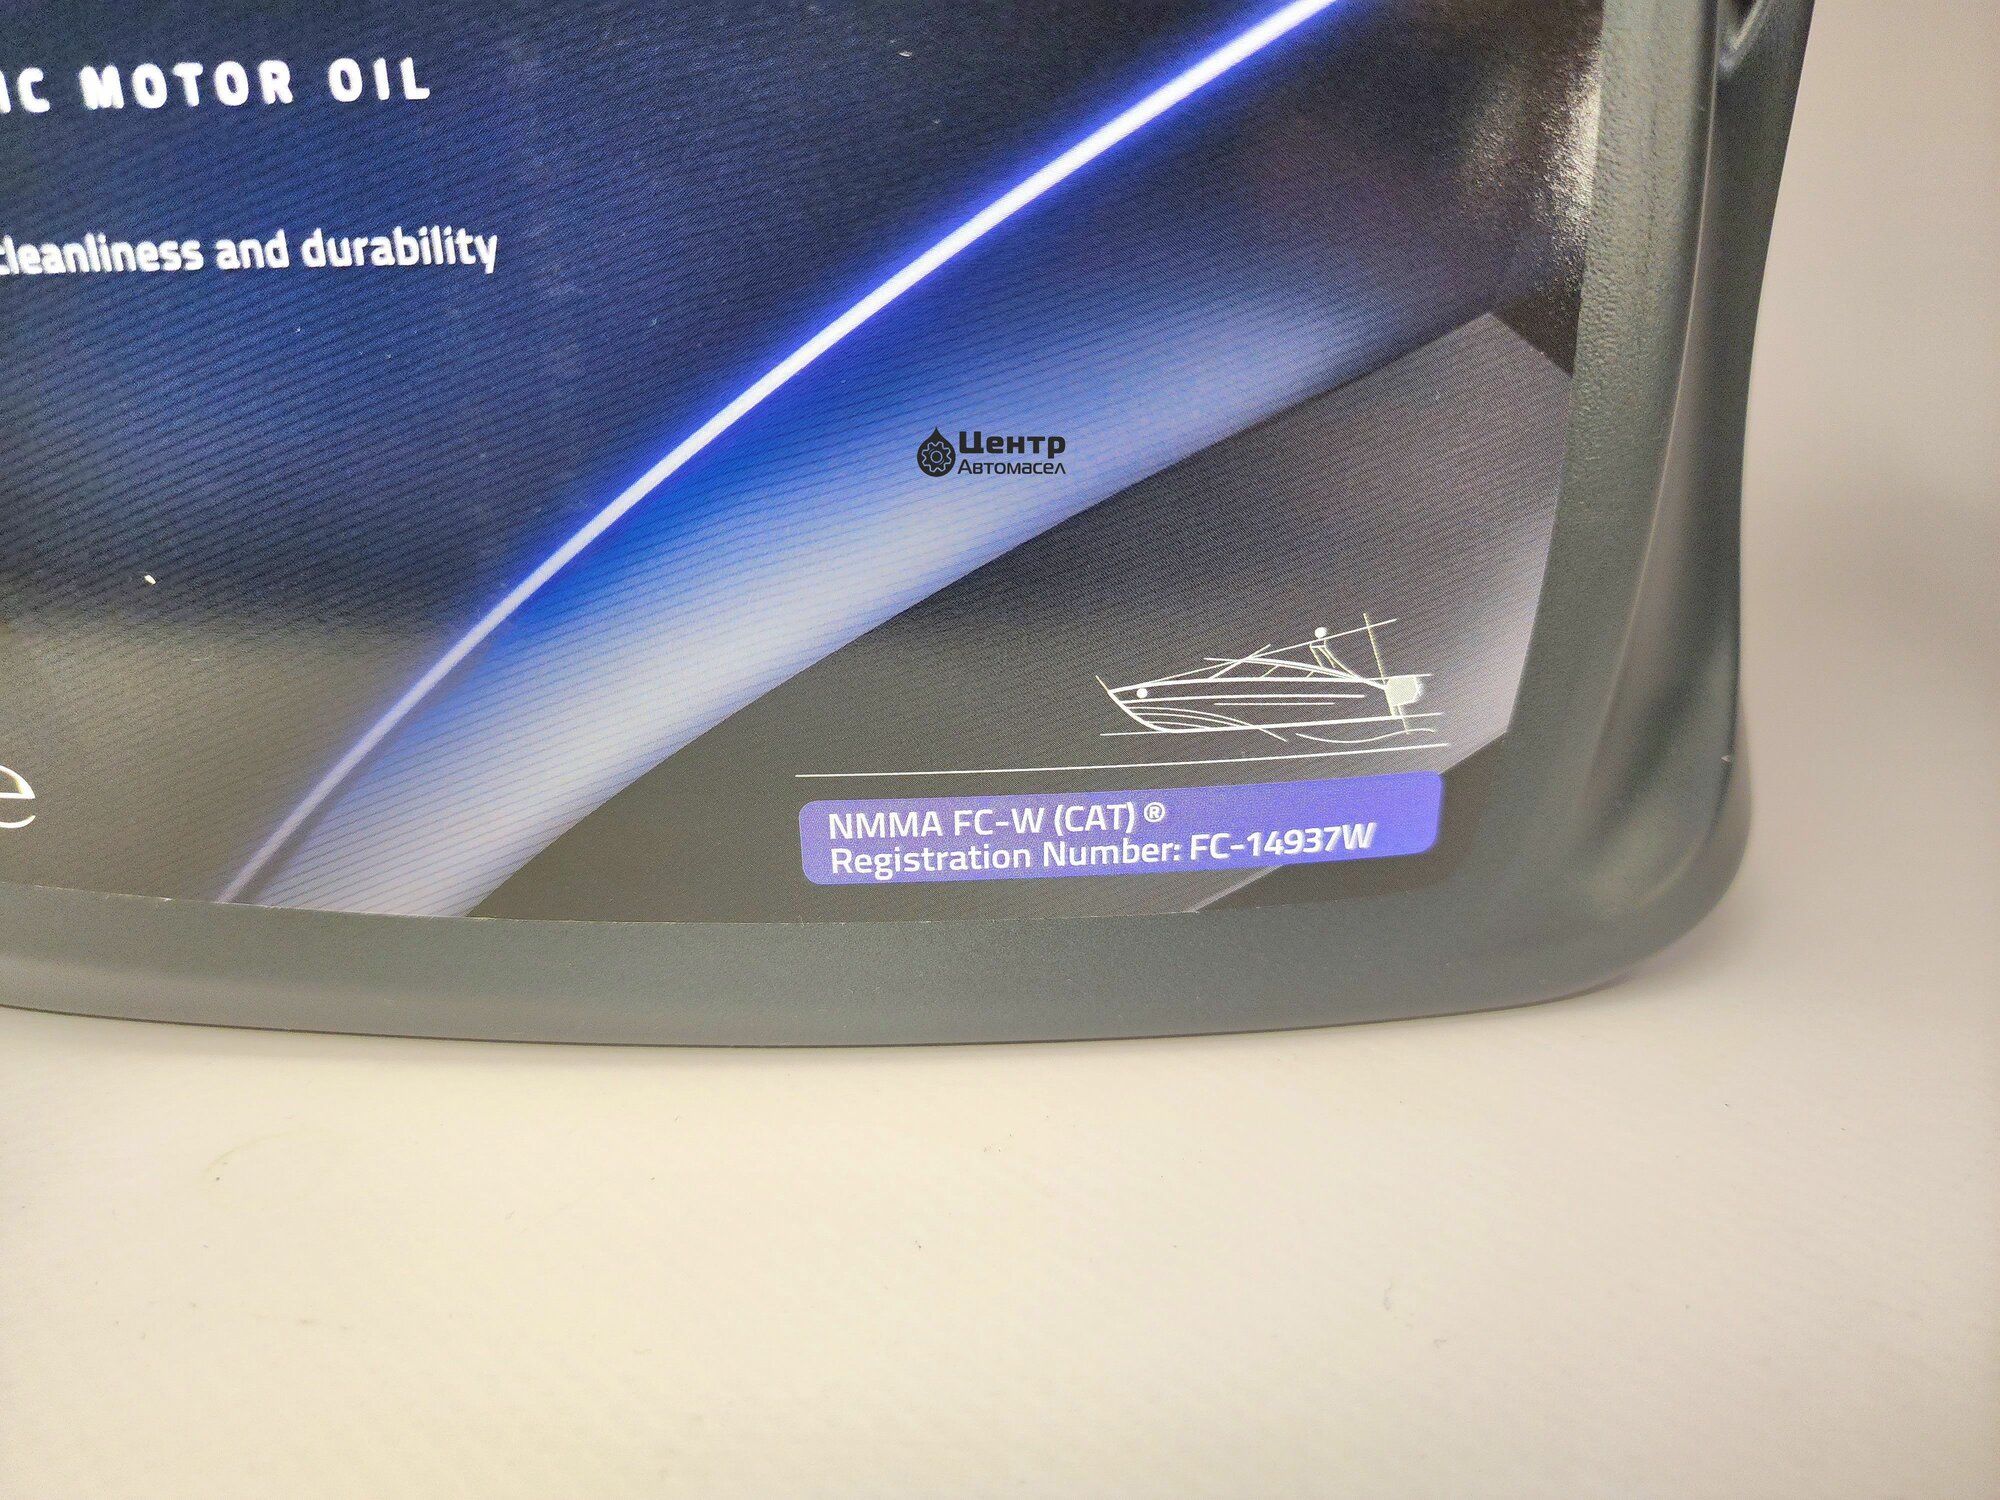 IC MOTOR OIL
cleanliness and durability
Центр
Автомасел
e
NMMA FC-W (CAT) ®
Registration Number: FC-14937W